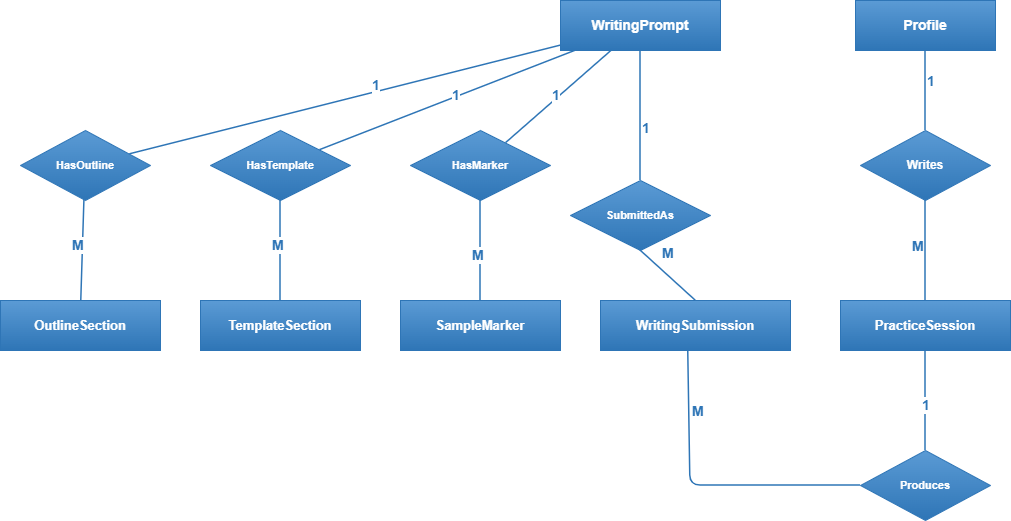 WritingPrompt
Profile
1
1
1
1
1
HasOutline
HasTemplate
HasMarker
Writes
SubmittedAs
M
M
M
M
M
OutlineSection
TemplateSection
SampleMarker
WritingSubmission
PracticeSession
1
M
Produces